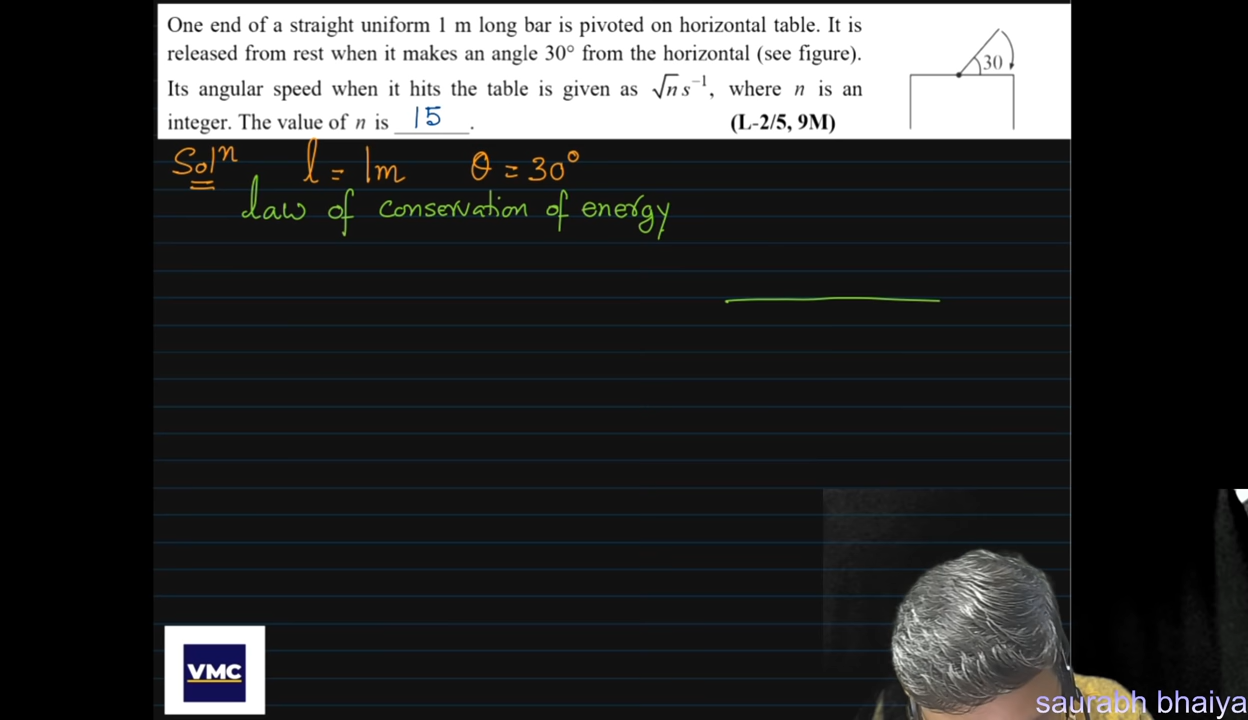 One end of a straight uniform 1 m long bar is pivoted on horizontal table. It is
released from rest when it makes an angle 30° from the horizontal (see figure).
Its angular speed when it hits the table is given as √n s⁻¹, where n is an
integer. The value of n is 15.
(L-2/5, 9M)
30
Solⁿ l = 1m θ = 30°
Law of conservation of energy
VMC
saurabh bhaiya